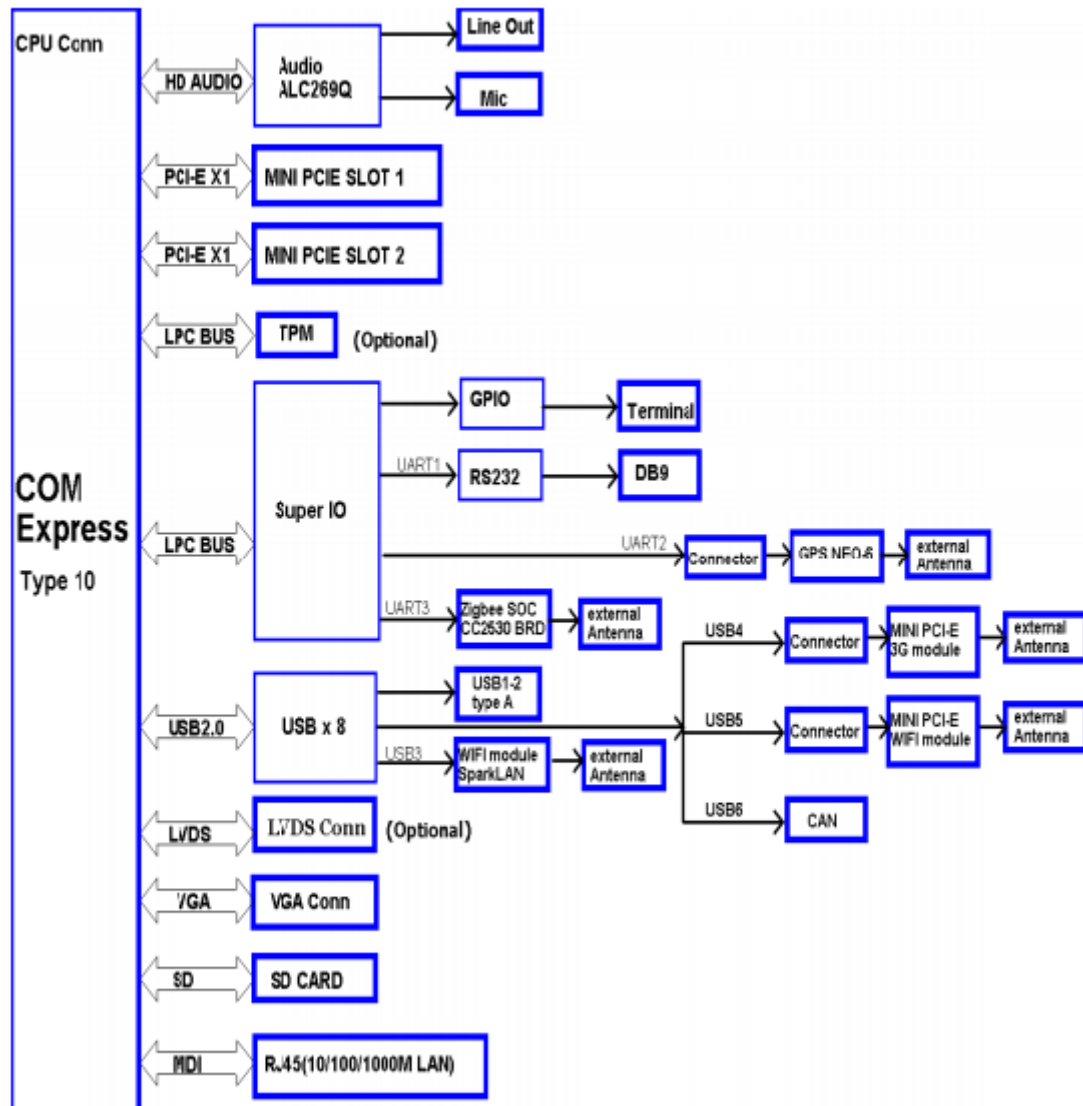 CPU Conn
HD AUDIO
Audio
ALC269Q
Line Out
Mic
PCI-E X1
MINI PCIE SLOT 1
PCI-E X1
MINI PCIE SLOT 2
LPC BUS
TPM
(Optional)
COM
Express
Type 10
LPC BUS
Super IO
GPIO
Terminal
UART1
RS232
DB9
UART2
Connector
GPS NEO-6
external
Antenna
UART3
Zigbee SOC
CC2530 BRD
external
Antenna
USB2.0
USB x 8
USB1-2
type A
USB3
WIFI module
SparkLAN
external
Antenna
USB4
Connector
MINI PCI-E
3G module
external
Antenna
USB5
Connector
MINI PCI-E
WIFI module
external
Antenna
USB6
CAN
LVDS
LVDS Conn
(Optional)
VGA
VGA Conn
SD
SD CARD
MDI
RJ45(10/100/1000M LAN)